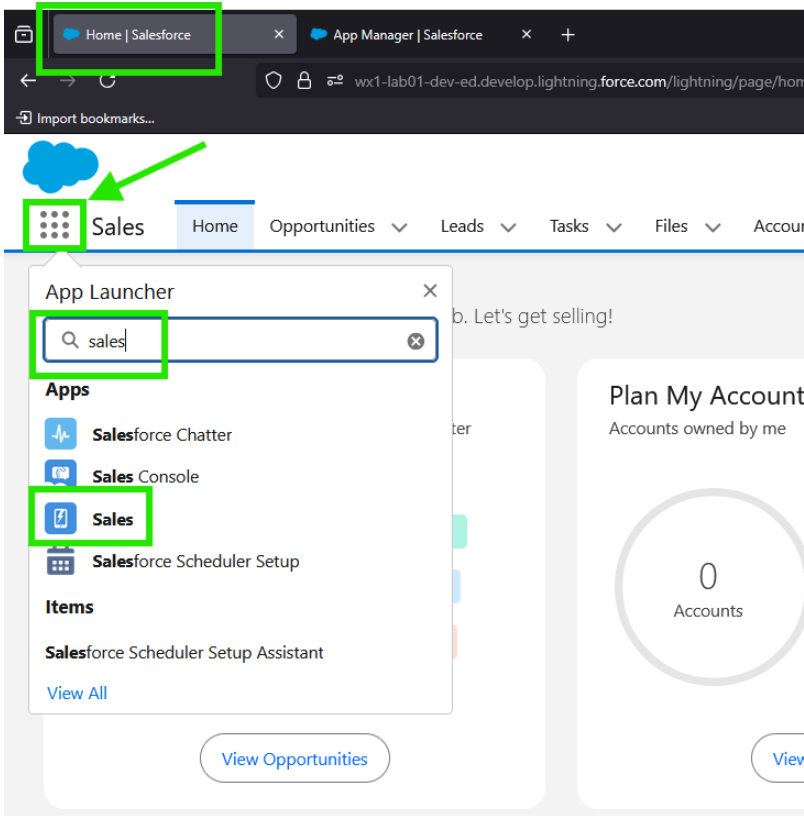 Home | Salesforce
App Manager | Salesforce
wx1-lab01-dev-ed.develop.lightning.force.com/lightning/page/hom
Import bookmarks...
Sales Home Opportunities Leads Tasks Files Accoun
App Launcher
b. Let's get selling!
sales
Apps
Plan My Account
Salesforce Chatter
ter
Accounts owned by me
Sales Console
Sales
Salesforce Scheduler Setup
0
Accounts
Items
Salesforce Scheduler Setup Assistant
View All
View Opportunities
View